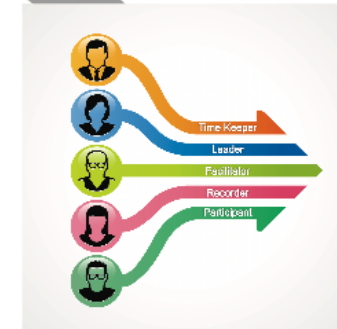 Time Keeper
Leader
Facilitator
Recorder
Participant